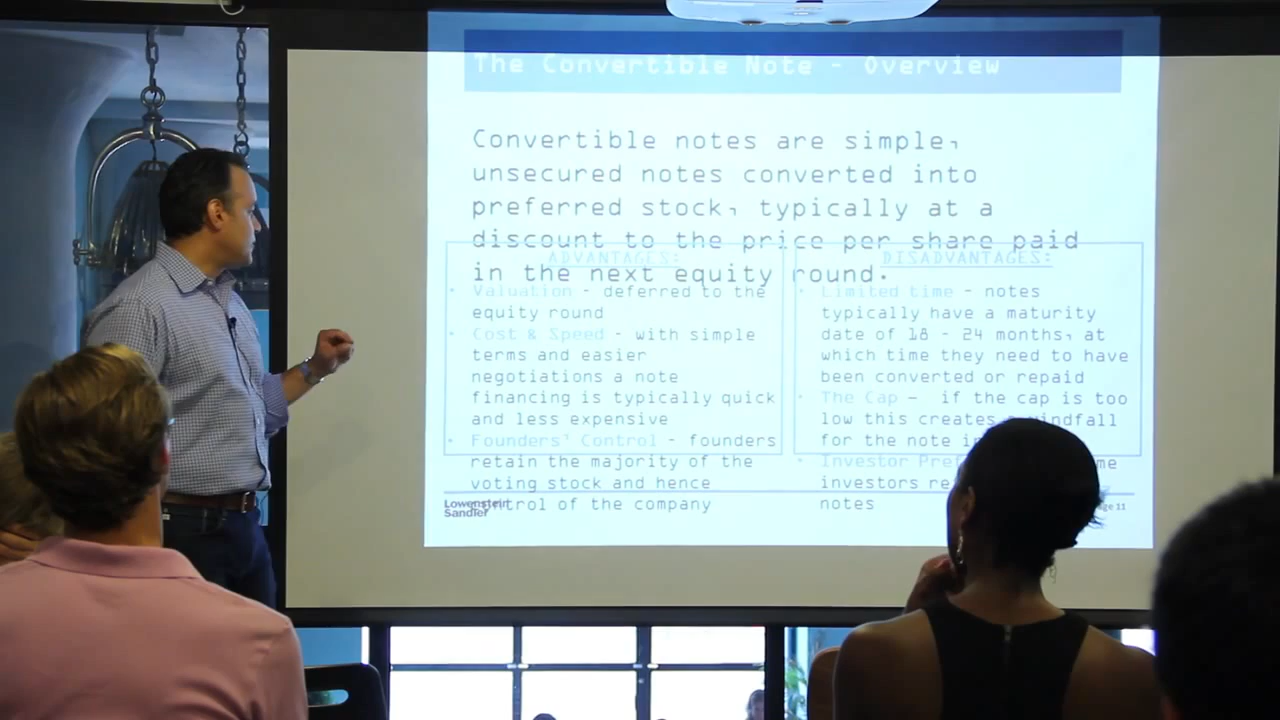 The Convertible Note - Overview
Convertible notes are simple,
unsecured notes converted into
preferred stock, typically at a
discount to the price per share paid
in the next equity round.
ADVANTAGES:
• Valuation - deferred to the
equity round
• Cost & Speed - with simple
terms and easier
negotiations a note
financing is typically quick
and less expensive
• Founders' Control - founders
retain the majority of the
voting stock and hence
control of the company
DISADVANTAGES:
• Limited time - notes
typically have a maturity
date of 18 - 24 months, at
which time they need to have
been converted or repaid
• The Cap – if the cap is too
low this creates a windfall
for the note
• Investor
investors
notes
Lowenstein
Sandler
11